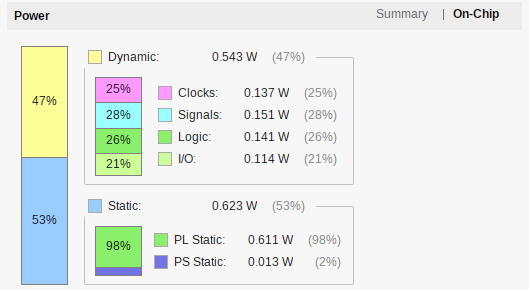 Power Summary | On-Chip
47%
53%
Dynamic: 0.543 W (47%)
25% Clocks: 0.137 W (25%)
28% Signals: 0.151 W (28%)
26% Logic: 0.141 W (26%)
21% I/O: 0.114 W (21%)
Static: 0.623 W (53%)
98% PL Static: 0.611 W (98%)
PS Static: 0.013 W (2%)